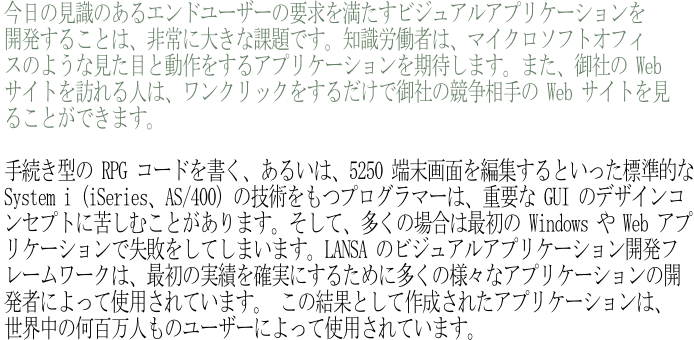 今日の見識のあるエンドユーザーの要求を満たすビジュアルアプリケーションを
開発することは、非常に大きな課題です。知識労働者は、マイクロソフトオフィ
スのような見た目と動作をするアプリケーションを期待します。また、御社の Web
サイトを訪れる人は、ワンクリックをするだけで御社の競争相手の Web サイトを見
ることができます。
手続き型の RPG コードを書く、あるいは、5250 端末画面を編集するといった標準的な
System i (iSeries、AS/400) の技術をもつプログラマーは、重要な GUI のデザインコ
ンセプトに苦しむことがあります。そして、多くの場合は最初の Windows や Web アプ
リケーションで失敗をしてしまいます。LANSA のビジュアルアプリケーション開発フ
レームワークは、最初の実績を確実にするために多くの様々なアプリケーションの開
発者によって使用されています。 この結果として作成されたアプリケーションは、
世界中の何百万人ものユーザーによって使用されています。